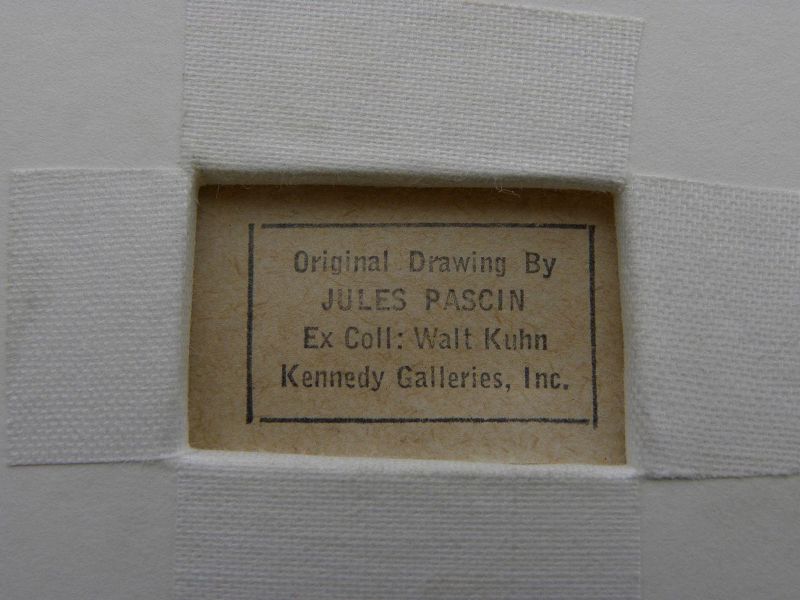 Original Drawing By
JULES PASCIN
Ex Coll: Walt Kuhn
Kennedy Galleries, Inc.